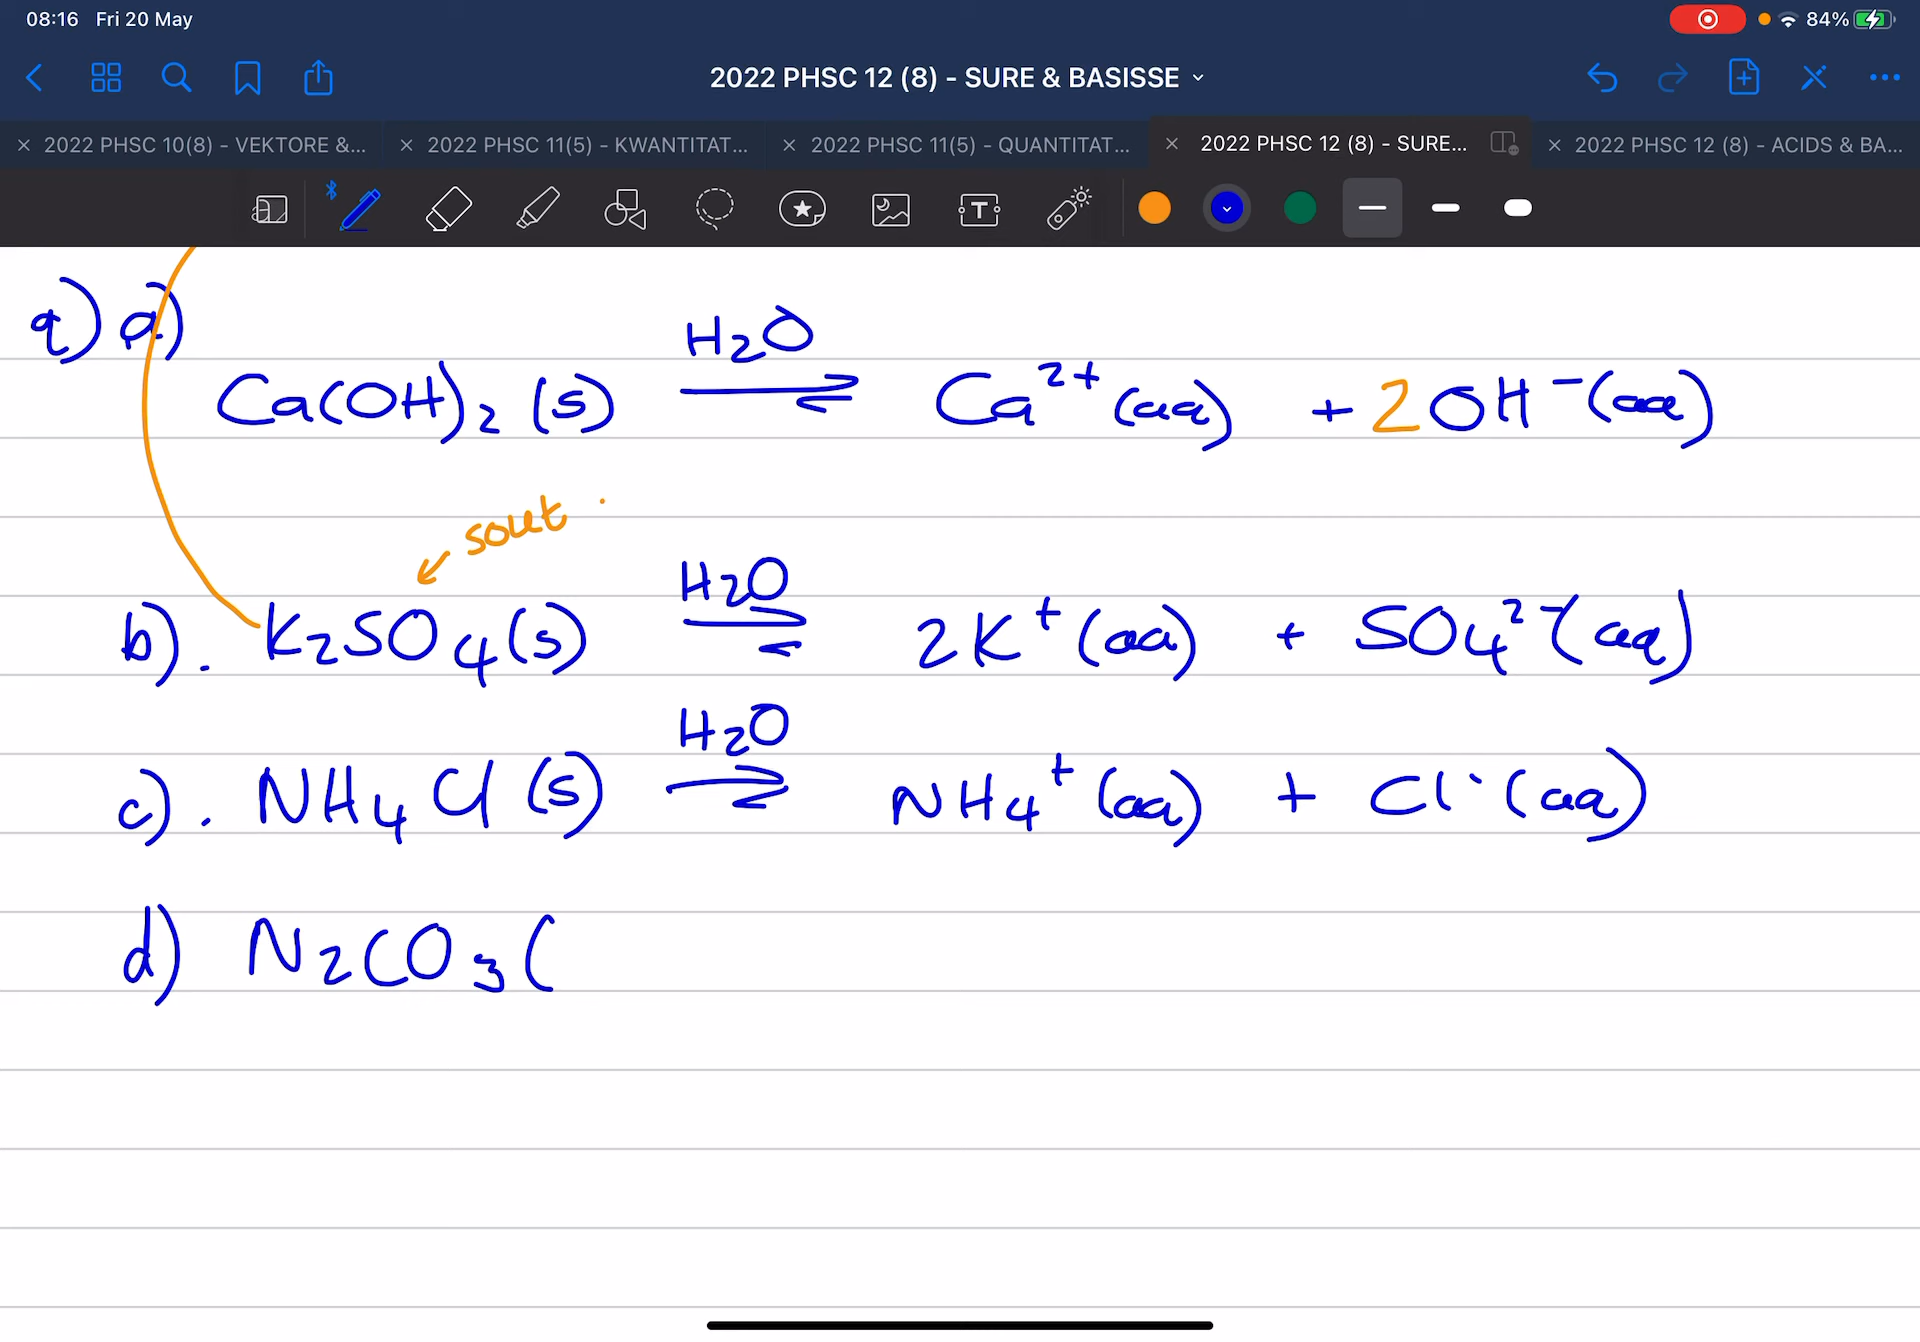 08:16 Fri 20 May 84%
2022 PHSC 12 (8) - SURE & BASISSE
2022 PHSC 10(8) - VEKTORE &... 2022 PHSC 11(5) - KWANTITAT... 2022 PHSC 11(5) - QUANTITAT... 2022 PHSC 12 (8) - SURE... 2022 PHSC 12 (8) - ACIDS & BA...
T
q) a)
H₂O
Ca(OH)₂ (s) ⇌ Ca²⁺(aq) + 2OH⁻(aq)
sout
H₂O
b). K₂SO₄(s) ⇌ 2K⁺(aq) + SO₄²⁻(aq)
H₂O
c). NH₄Cl (s) ⇌ NH₄⁺(aq) + Cl⁻(aq)
d) N₂CO₃(